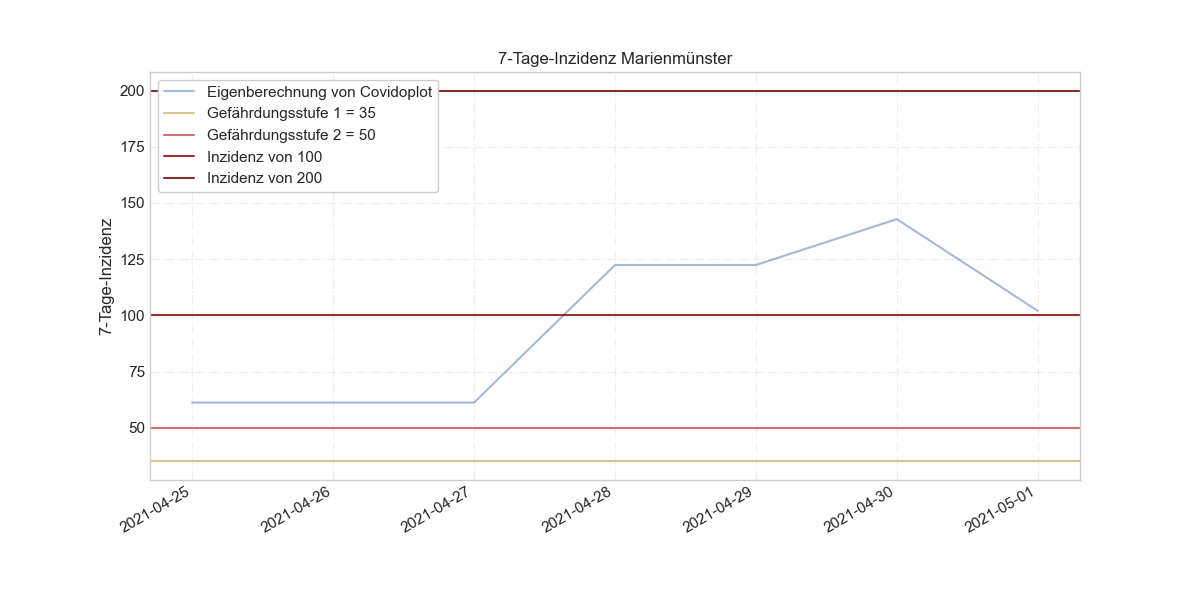 7-Tage-Inzidenz Marienmünster
Eigenberechnung von Covidoplot
Gefährdungsstufe 1 = 35
Gefährdungsstufe 2 = 50
Inzidenz von 100
Inzidenz von 200
7-Tage-Inzidenz
200
175
150
125
100
75
50
2021-04-25
2021-04-26
2021-04-27
2021-04-28
2021-04-29
2021-04-30
2021-05-01